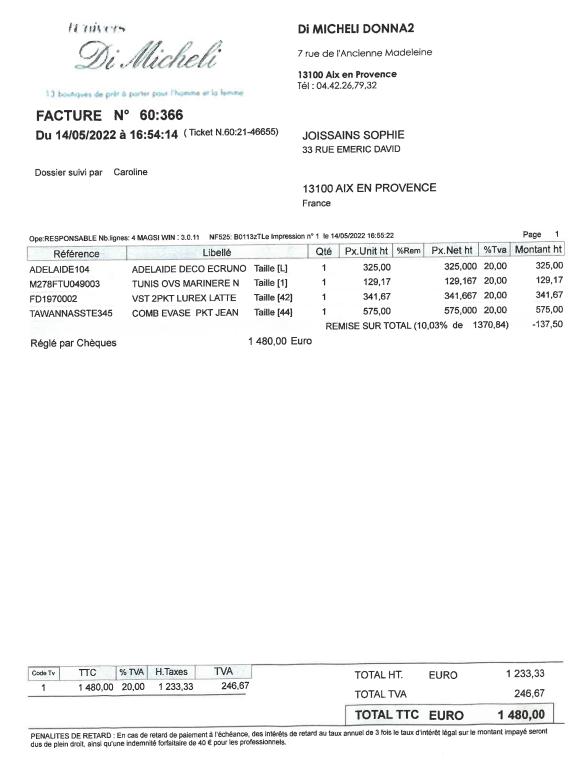 l'univers
Di Micheli
13 boutiques de prêt à porter pour l'homme et la femme
Di MICHELI DONNA2
7 rue de l'Ancienne Madeleine
13100 Aix en Provence
Tél : 04.42.26,79,32
FACTURE N° 60:366
Du 14/05/2022 à 16:54:14 ( Ticket N.60:21-46655)
JOISSAINS SOPHIE
33 RUE EMERIC DAVID
Dossier suivi par Caroline
13100 AIX EN PROVENCE
France
Ope:RESPONSABLE Nb.lignes: 4 MAGSI WIN : 3.0.11 NF525: B0113zTLe Impression n° 1 le 14/05/2022 16:55:22 Page 1
Référence Libellé Qté Px.Unit ht %Rem Px.Net ht %Tva Montant ht
ADELAIDE104 ADELAIDE DECO ECRUNO Taille [L] 1 325,00 325,000 20,00 325,00
M278FTU049003 TUNIS OVS MARINERE N Taille [1] 1 129,17 129,167 20,00 129,17
FD1970002 VST 2PKT LUREX LATTE Taille [42] 1 341,67 341,667 20,00 341,67
TAWANNASSTE345 COMB EVASE PKT JEAN Taille [44] 1 575,00 575,000 20,00 575,00
REMISE SUR TOTAL (10,03% de 1370,84) -137,50
Réglé par Chèques 1 480,00 Euro
Code Tv TTC % TVA H.Taxes TVA
1 1 480,00 20,00 1 233,33 246,67
TOTAL HT. EURO 1 233,33
TOTAL TVA 246,67
TOTAL TTC EURO 1 480,00
PENALITES DE RETARD : En cas de retard de paiement à l'échéance, des intérêts de retard au taux annuel de 3 fois le taux d'intérêt légal sur le montant impayé seront
dus de plein droit, ainsi qu'une indemnité forfaitaire de 40 € pour les professionnels.